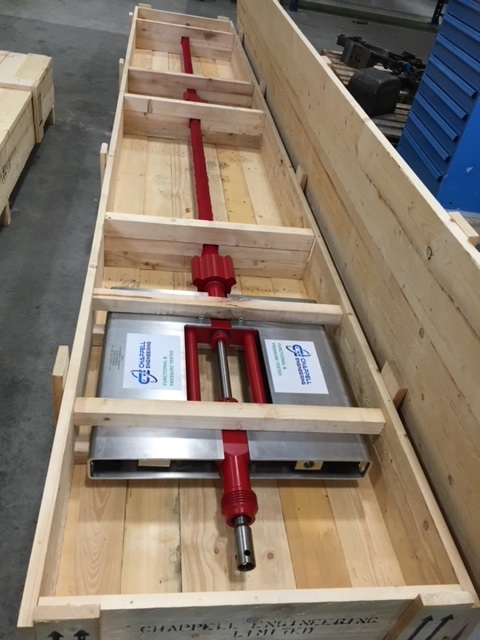 CHAPPELL
ENGINEERING
FUNCTIONAL &
PRESSURE TESTED
CHAPPELL
ENGINEERING
FUNCTIONAL &
PRESSURE TESTED
CHAPPELL ENGINEERING
LIMITED